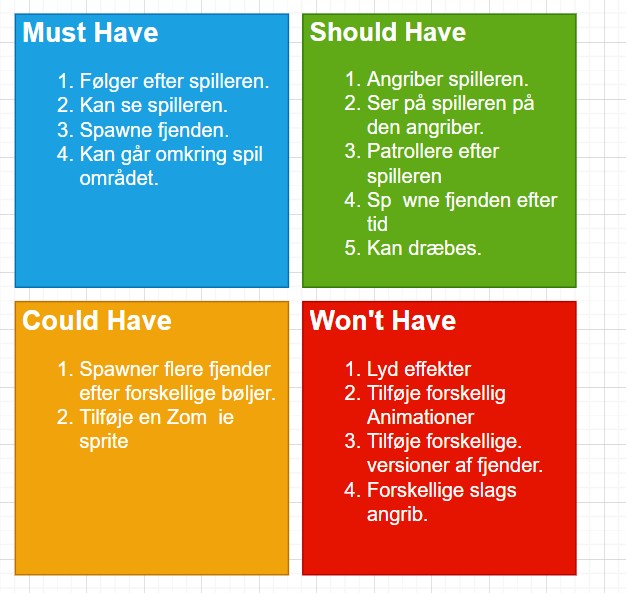 Must Have
1. Følger efter spilleren.
2. Kan se spilleren.
3. Spawne fjenden.
4. Kan går omkring spil
området.
Should Have
1. Angriber spilleren.
2. Ser på spilleren på
den angriber.
3. Patrollere efter
spilleren
4. Sp wne fjenden efter
tid
5. Kan dræbes.
Could Have
1. Spawner flere fjender
efter forskellige bøljer.
2. Tilføje en Zom ie
sprite
Won't Have
1. Lyd effekter
2. Tilføje forskellig
Animationer
3. Tilføje forskellige.
versioner af fjender.
4. Forskellige slags
angrib.